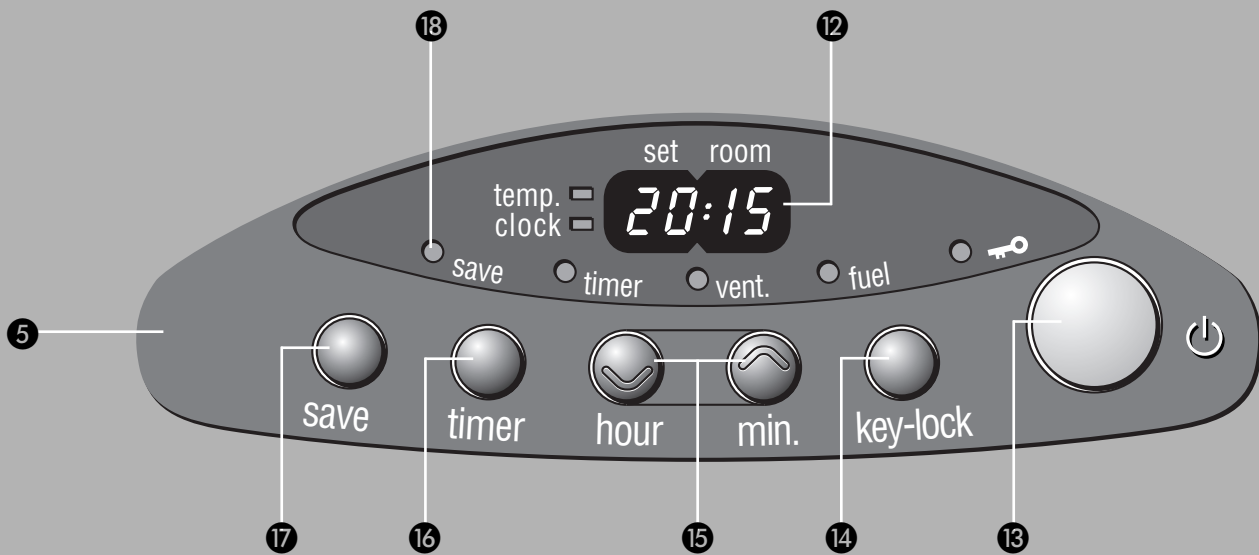 18 12
set room
temp.
20:15
clock
save timer vent. fuel
5
save timer hour min. key-lock
17 16 15 14 13